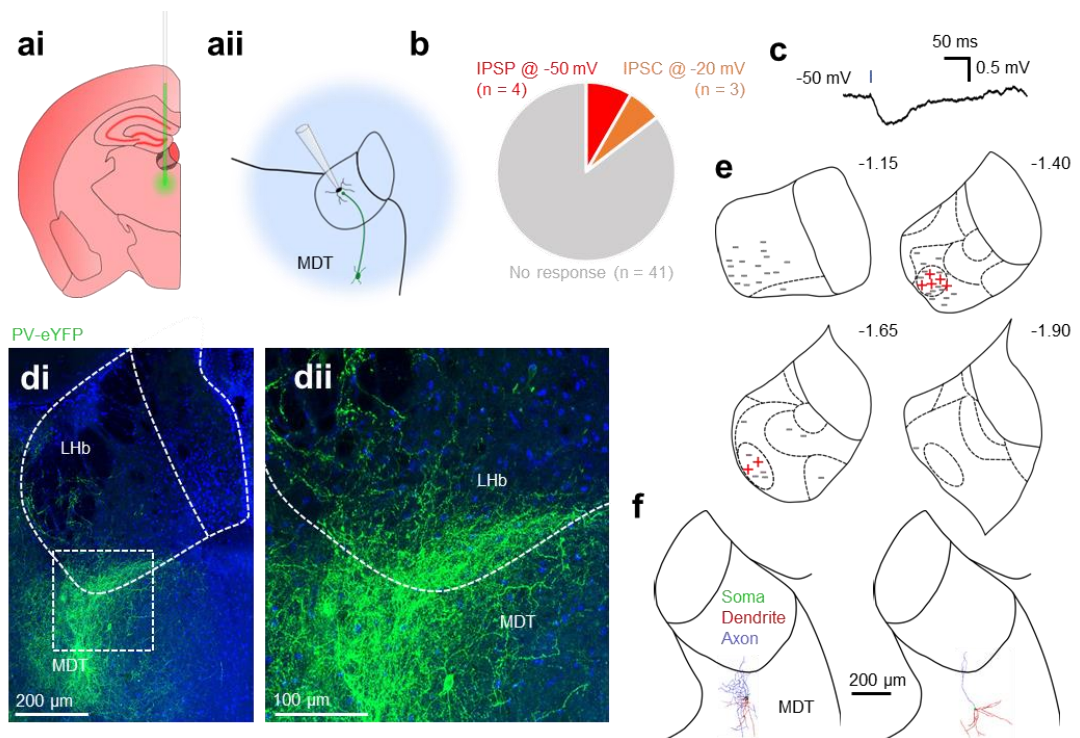 ai
aii
MDT
b
IPSP @ -50 mV
(n = 4)
IPSC @ -20 mV
(n = 3)
No response (n = 41)
c
50 ms
0.5 mV
-50 mV
PV-eYFP
di
LHb
MDT
200 µm
dii
LHb
MDT
100 µm
e
-1.15
-1.40
-1.65
-1.90
f
Soma
Dendrite
Axon
200 µm
MDT